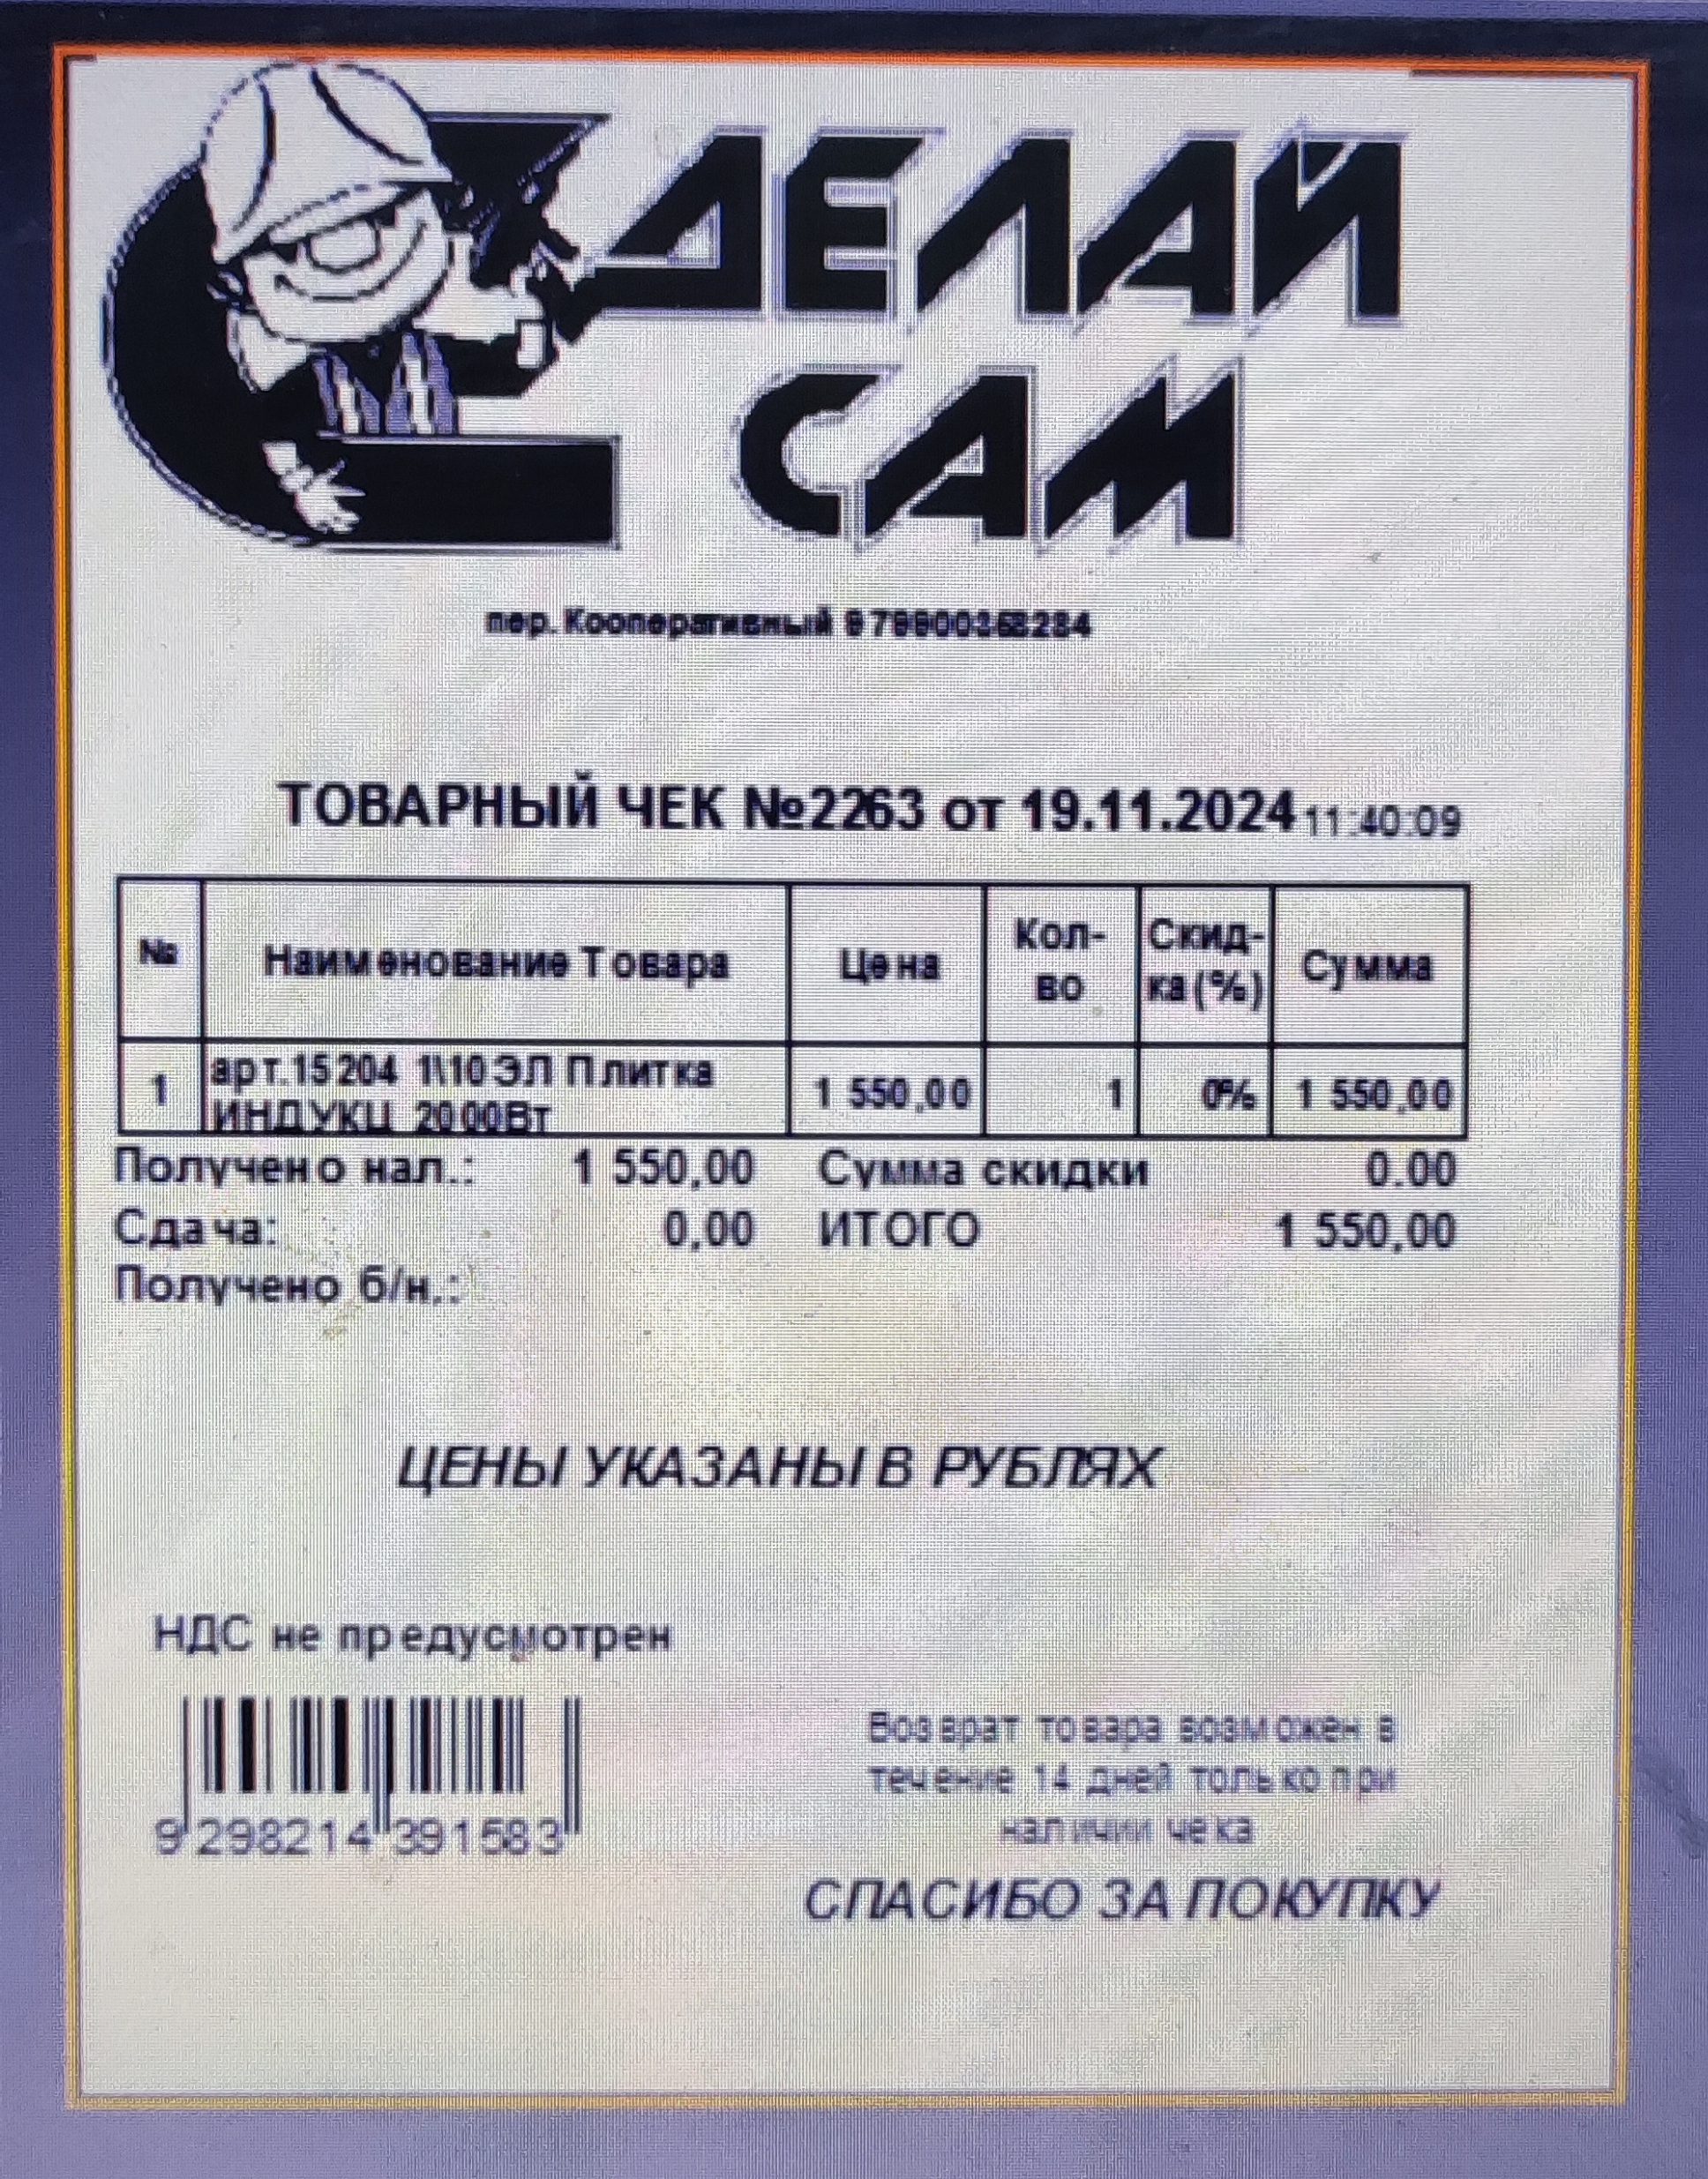 СДЕЛАЙ
САМ
пер. Кооперативный
ТОВАРНЫЙ ЧЕК №2263 от 19.11.2024 11:40:09
№ Наименование Товара Цена Кол-во Скид-ка(%) Сумма
1 арт.15204 1\10 ЭЛ Плитка 1 550,00 1 0% 1 550,00
ИНДУКЦ 2000Вт
Получено нал.: 1 550,00 Сумма скидки 0.00
Сдача: 0,00 ИТОГО 1 550,00
Получено б/н.:
ЦЕНЫ УКАЗАНЫ В РУБЛЯХ
НДС не предусмотрен
9 298214 391583
Возврат товара возможен в
течение 14 дней только при
наличии чека
СПАСИБО ЗА ПОКУПКУ